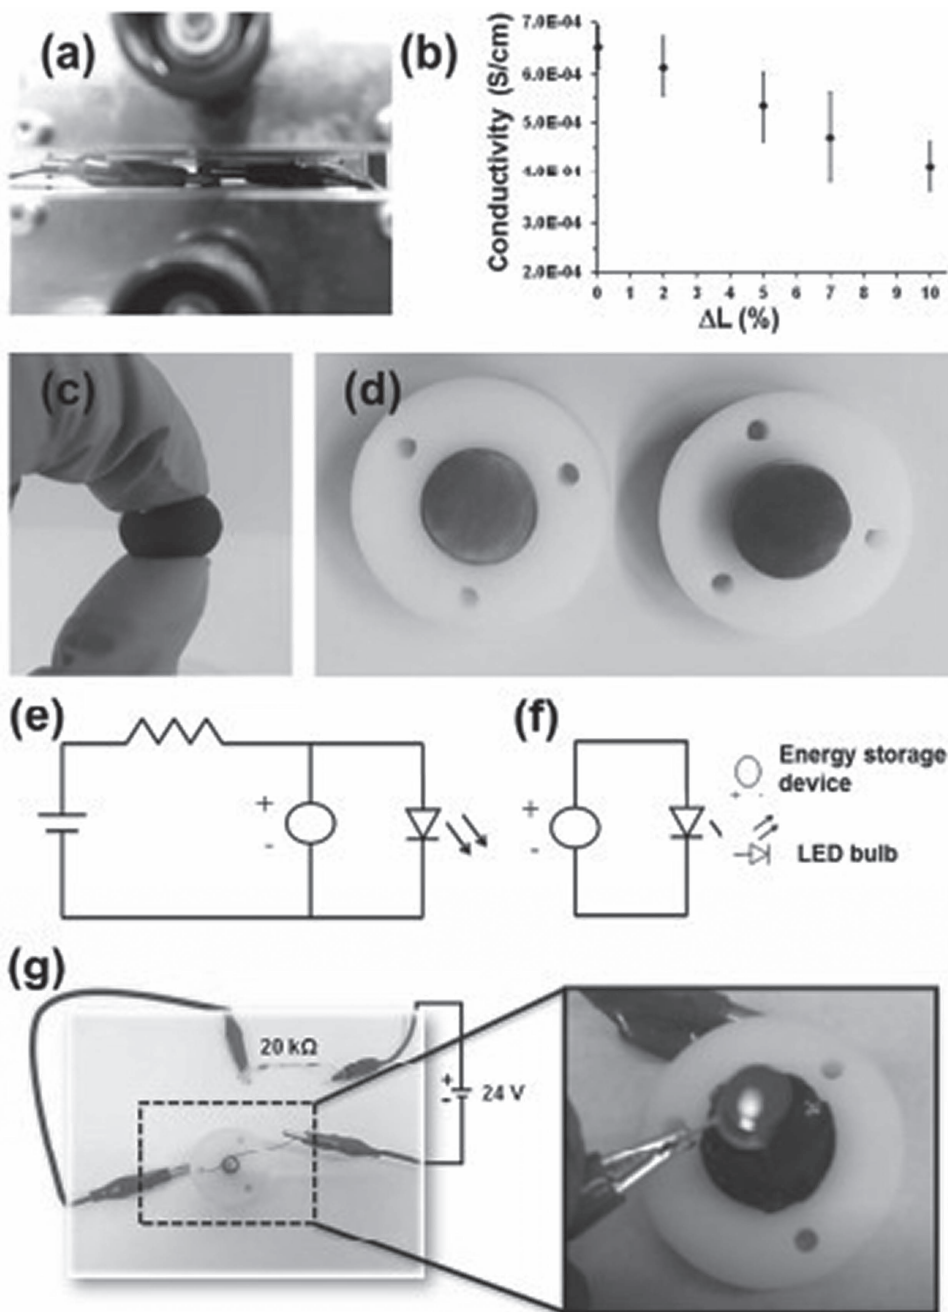 (a)
(b)
Conductivity (S/cm)
7.0E-04
6.0E-04
5.0E-04
4.0E-04
3.0E-04
2.0E-04
0 1 2 3 4 5 6 7 8 9 10
ΔL (%)
(c)
(d)
(e)
+
-
(f)
+
-
Energy storage
device
+ -
LED bulb
(g)
20 kΩ
+
-
24 V